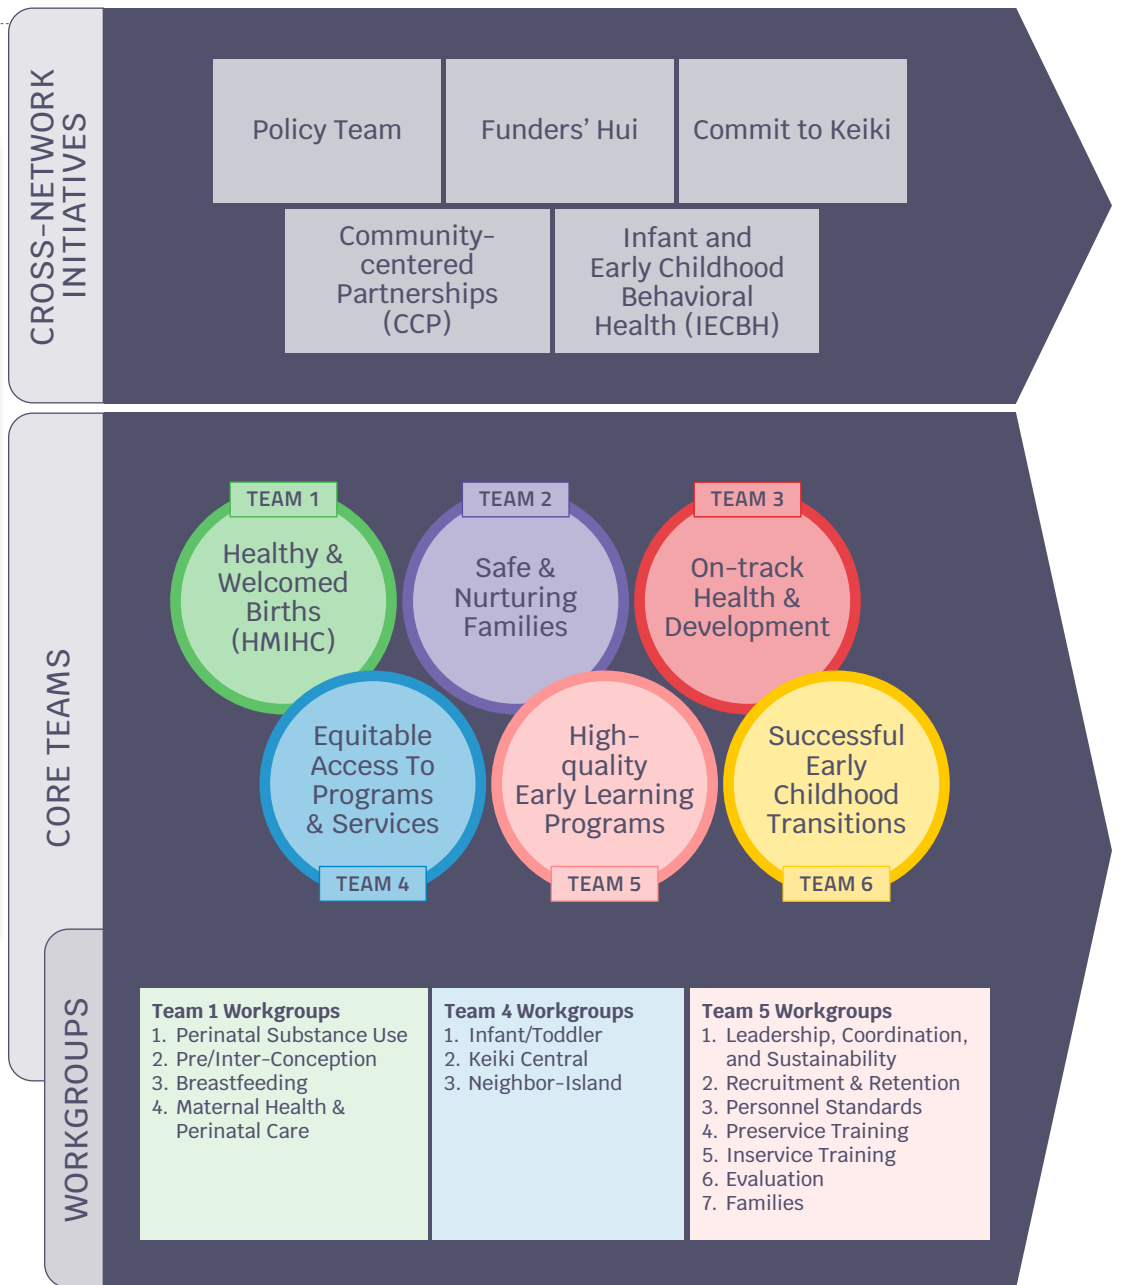 CROSS-NETWORK
INITIATIVES
Policy Team
Funders’ Hui
Commit to Keiki
Community-
centered
Partnerships
(CCP)
Infant and
Early Childhood
Behavioral
Health (IECBH)
CORE TEAMS
TEAM 1
Healthy &
Welcomed
Births
(HMIHC)
TEAM 2
Safe &
Nurturing
Families
TEAM 3
On-track
Health &
Development
Equitable
Access To
Programs
& Services
TEAM 4
High-
quality
Early Learning
Programs
TEAM 5
Successful
Early
Childhood
Transitions
TEAM 6
WORKGROUPS
Team 1 Workgroups
1. Perinatal Substance Use
2. Pre/Inter-Conception
3. Breastfeeding
4. Maternal Health &
Perinatal Care
Team 4 Workgroups
1. Infant/Toddler
2. Keiki Central
3. Neighbor-Island
Team 5 Workgroups
1. Leadership, Coordination,
and Sustainability
2. Recruitment & Retention
3. Personnel Standards
4. Preservice Training
5. Inservice Training
6. Evaluation
7. Families